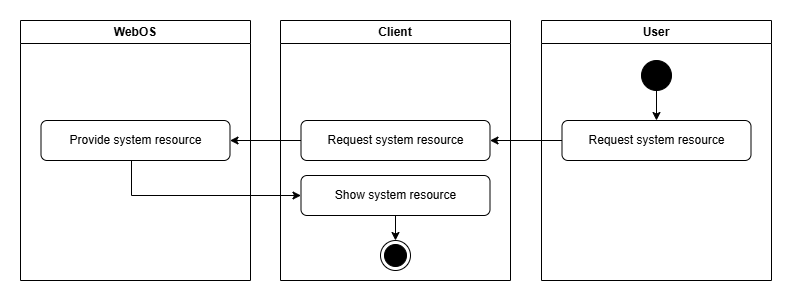 WebOS
Client
User
Provide system resource
Request system resource
Request system resource
Show system resource